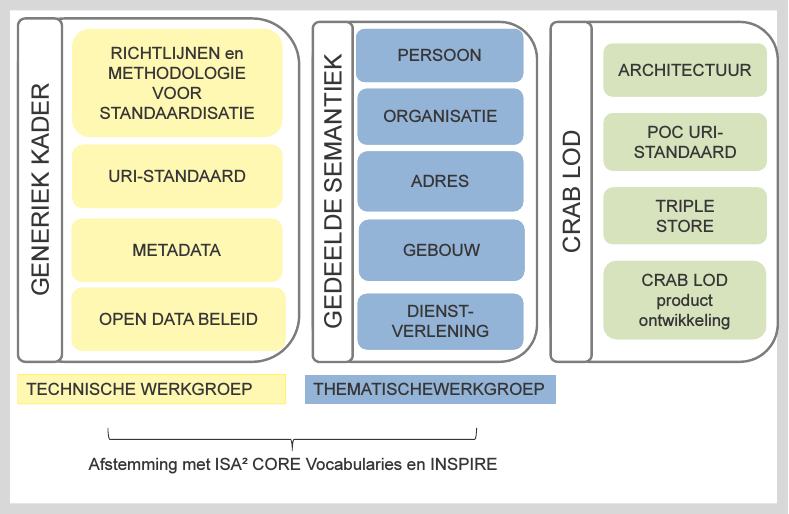 GENERIEK KADER
RICHTLIJNEN en
METHODOLOGIE
VOOR
STANDAARDISATIE
URI-STANDAARD
METADATA
OPEN DATA BELEID
GEDEELDE SEMANTIEK
PERSOON
ORGANISATIE
ADRES
GEBOUW
DIENST-
VERLENING
CRAB LOD
ARCHITECTUUR
POC URI-
STANDAARD
TRIPLE
STORE
CRAB LOD
product
ontwikkeling
TECHNISCHE WERKGROEP
THEMATISCHEWERKGROEP
Afstemming met ISA² CORE Vocabularies en INSPIRE